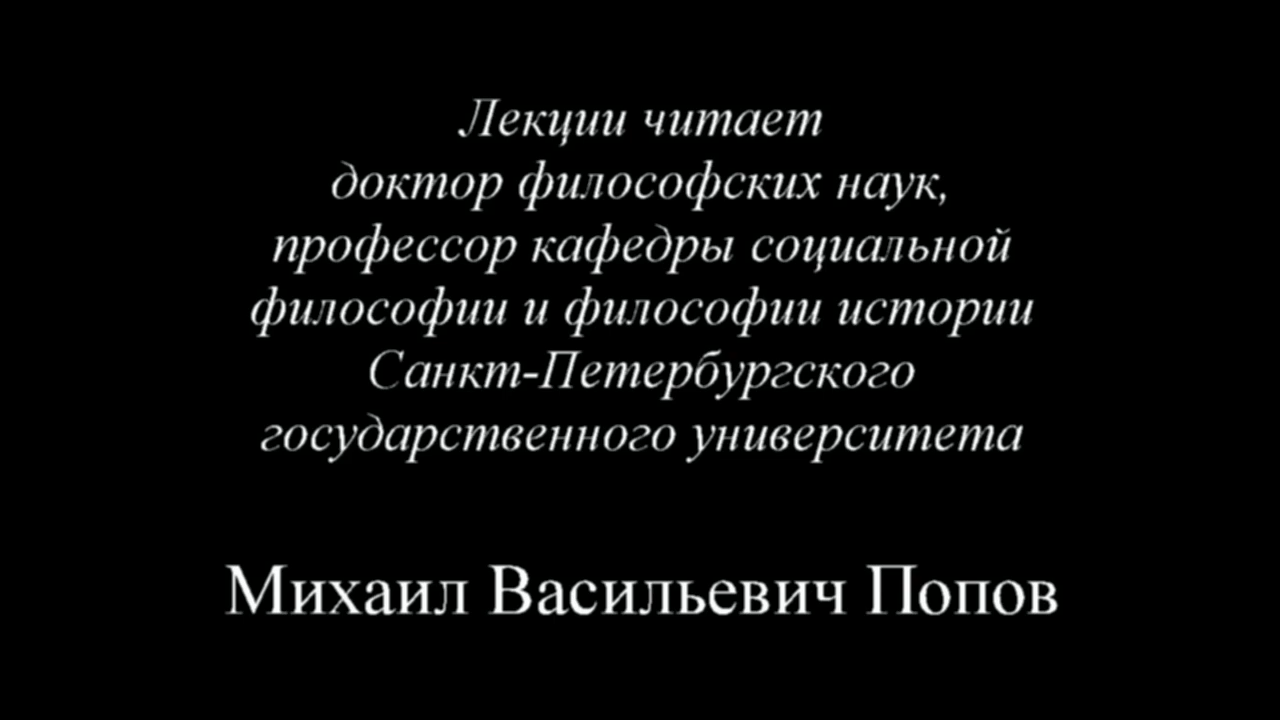 Лекции читает
доктор философских наук,
профессор кафедры социальной
философии и философии истории
Санкт-Петербургского
государственного университета
Михаил Васильевич Попов